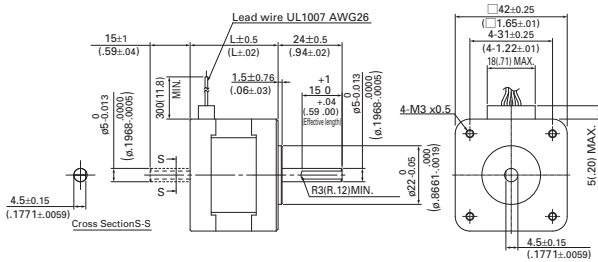 Lead wire UL1007 AWG26
15±1
(.59±.04)
L±0.5
(L±.02)
24±0.5
(.94±.02)
1.5±0.76
(.06±.03)
300(11.8)
MIN.
+1
15 0
+.04
(.59 .00)
Effective length)
0
ø5-0.013
.0000
(ø.1968-.0005)
0
ø5-0.013
.0000
(ø.1968-.0005)
S
S
4.5±0.15
(.1771±.0059)
Cross SectionS-S
R3(R.12)MIN.
0
ø22-0.05
.000
(ø.8661-.0019)
□42±0.25
(□1.65±.01)
4-31±0.25
(4-1.22±.01)
18(.71) MAX.
4-M3 x0.5
5(.20) MAX.
4.5±0.15
(.1771±.0059)